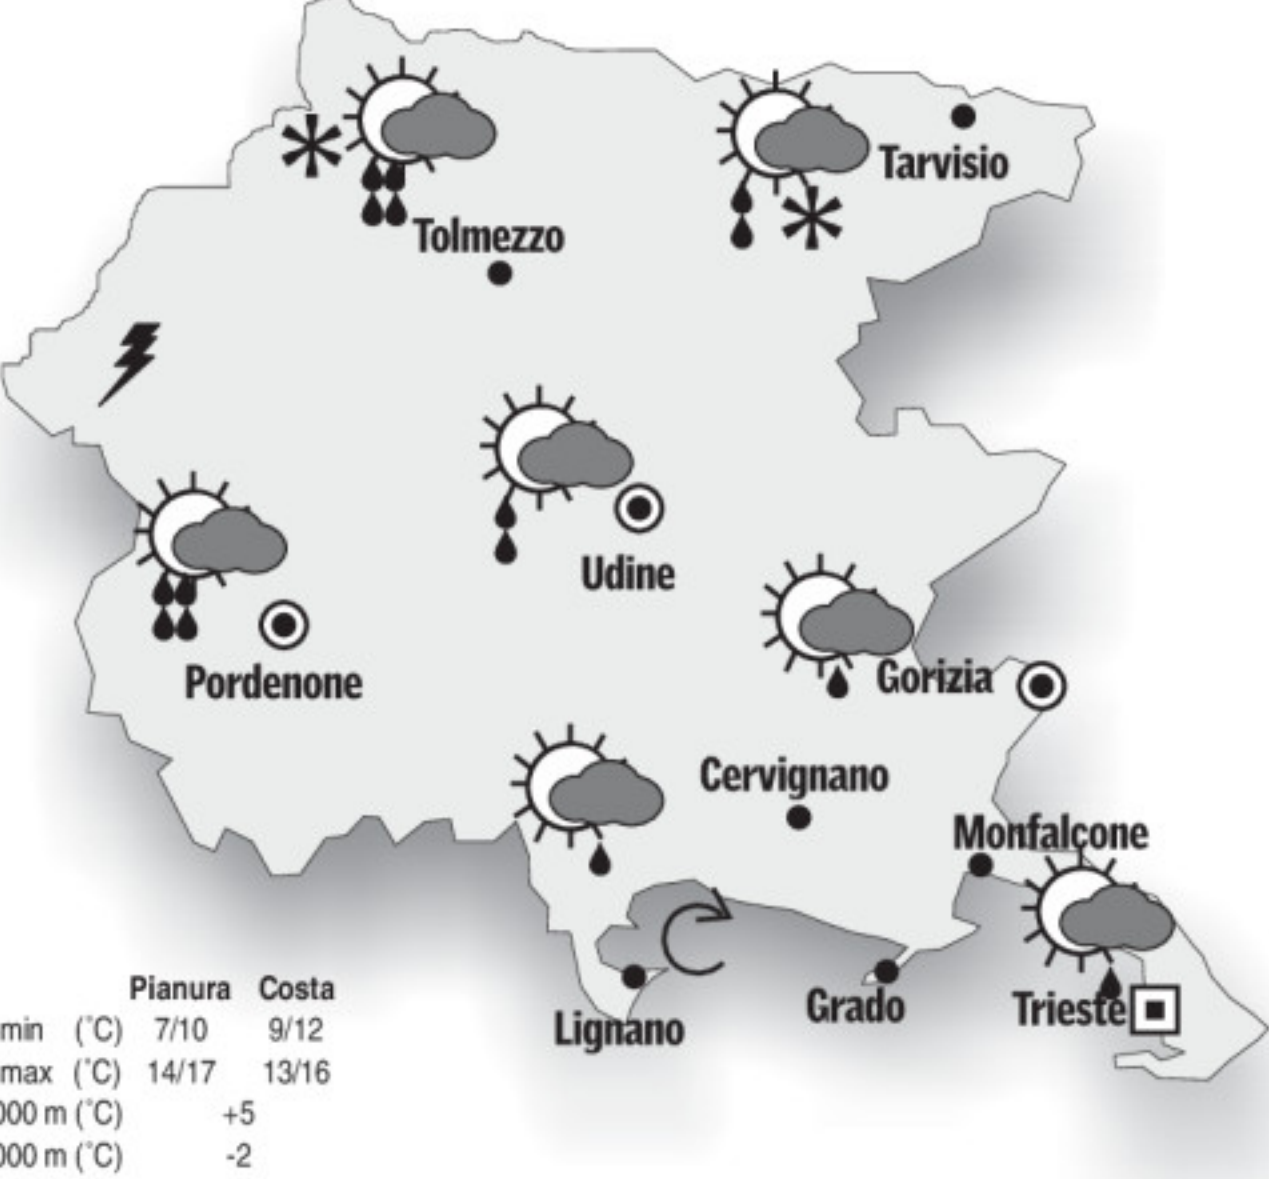 Tarvisio
Tolmezzo
Udine
Pordenone
Gorizia
Cervignano
Monfalcone
Grado
Trieste
Lignano
Pianura Costa
min (°C) 7/10 9/12
max (°C) 14/17 13/16
000 m (°C) +5
000 m (°C) -2